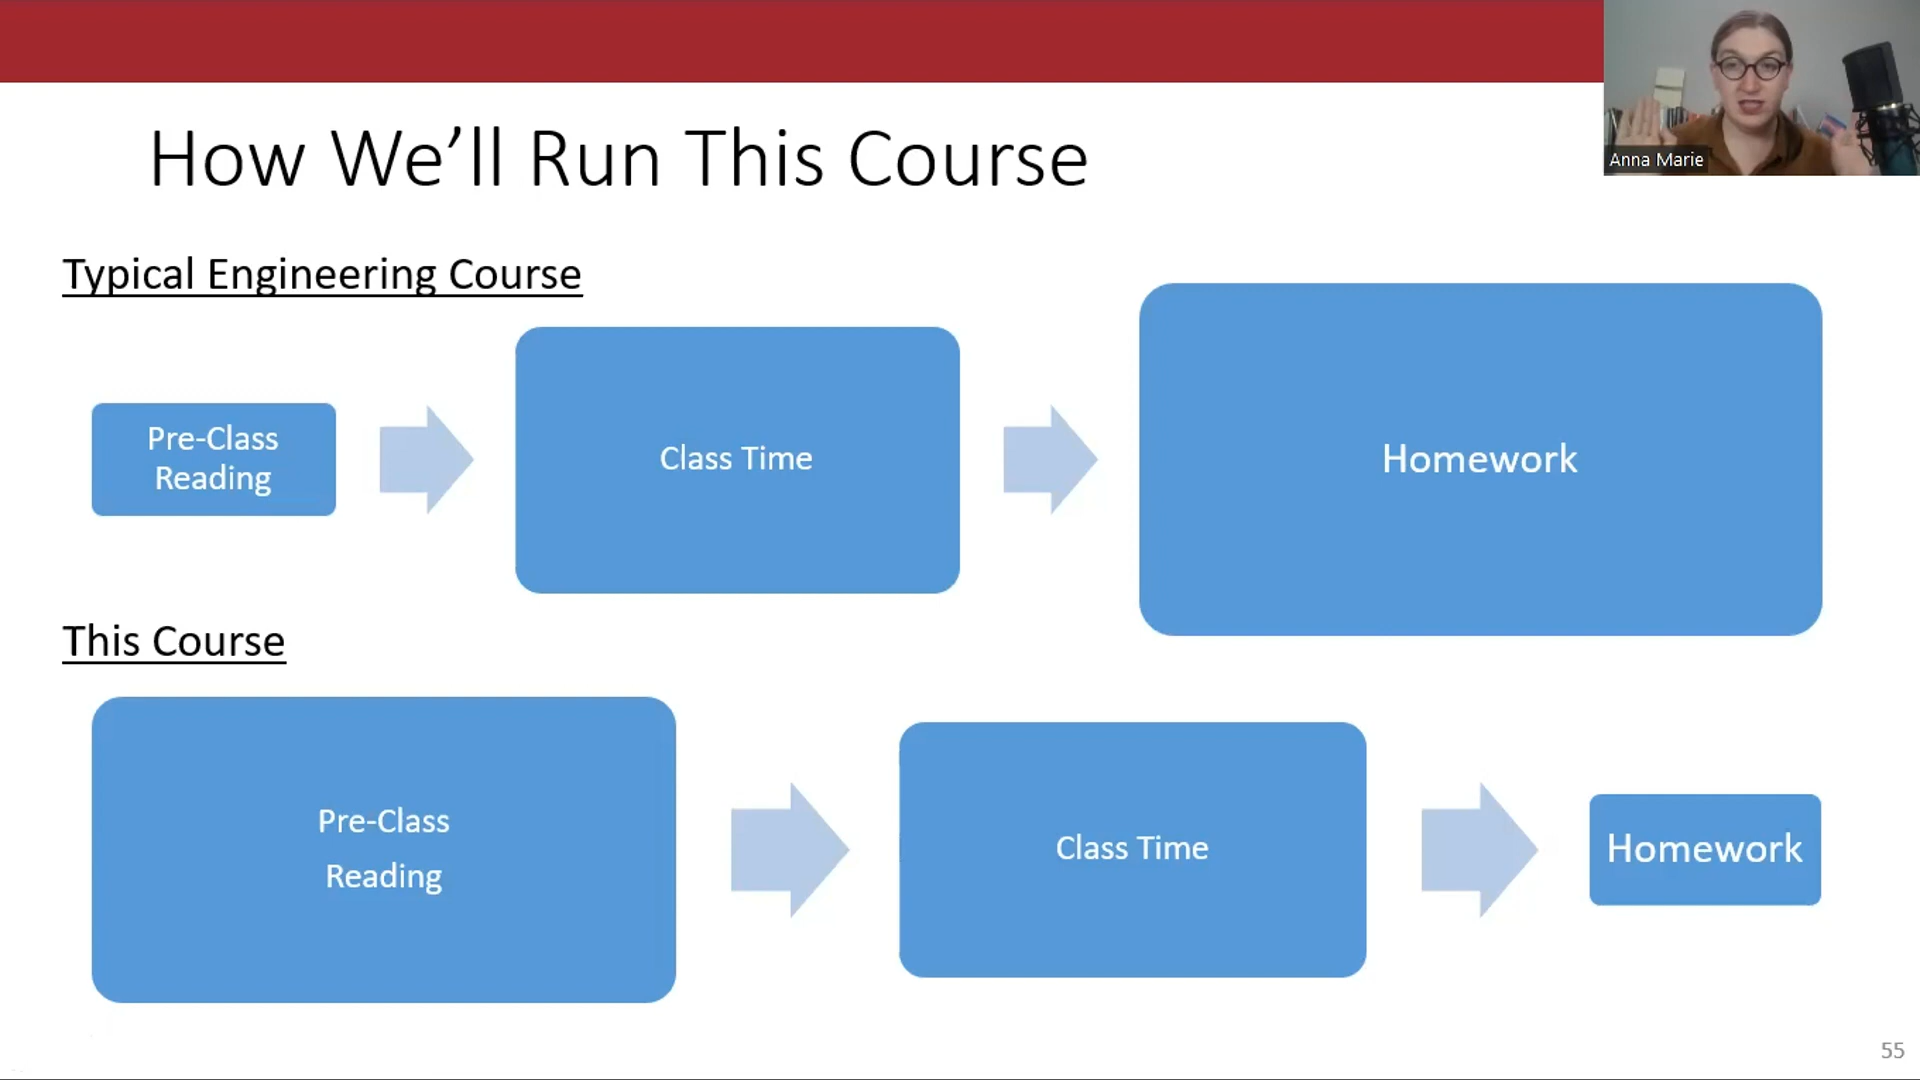 How We’ll Run This Course
Anna Marie
Typical Engineering Course
Pre-Class
Reading
Class Time
Homework
This Course
Pre-Class
Reading
Class Time
Homework
55